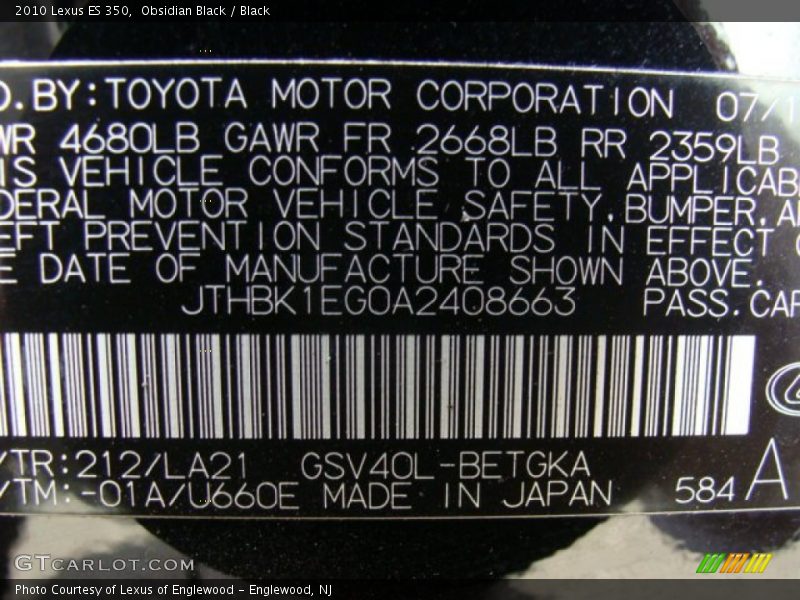 2010 Lexus ES 350, Obsidian Black / Black
D.BY:TOYOTA MOTOR CORPORATION 07/1
WR 4680LB GAWR FR 2668LB RR 2359LB
IS VEHICLE CONFORMS TO ALL APPLICAB
DERAL MOTOR VEHICLE SAFETY, BUMPER, A
EFT PREVENTION STANDARDS IN EFFECT
E DATE OF MANUFACTURE SHOWN ABOVE.
JTHBK1EG0A2408663 PASS.CAR
/TR:212/LA21 GSV40L-BETGKA
/TM:-01A/U660E MADE IN JAPAN 584A
GTCARLOT.COM
Photo Courtesy of Lexus of Englewood – Englewood, NJ